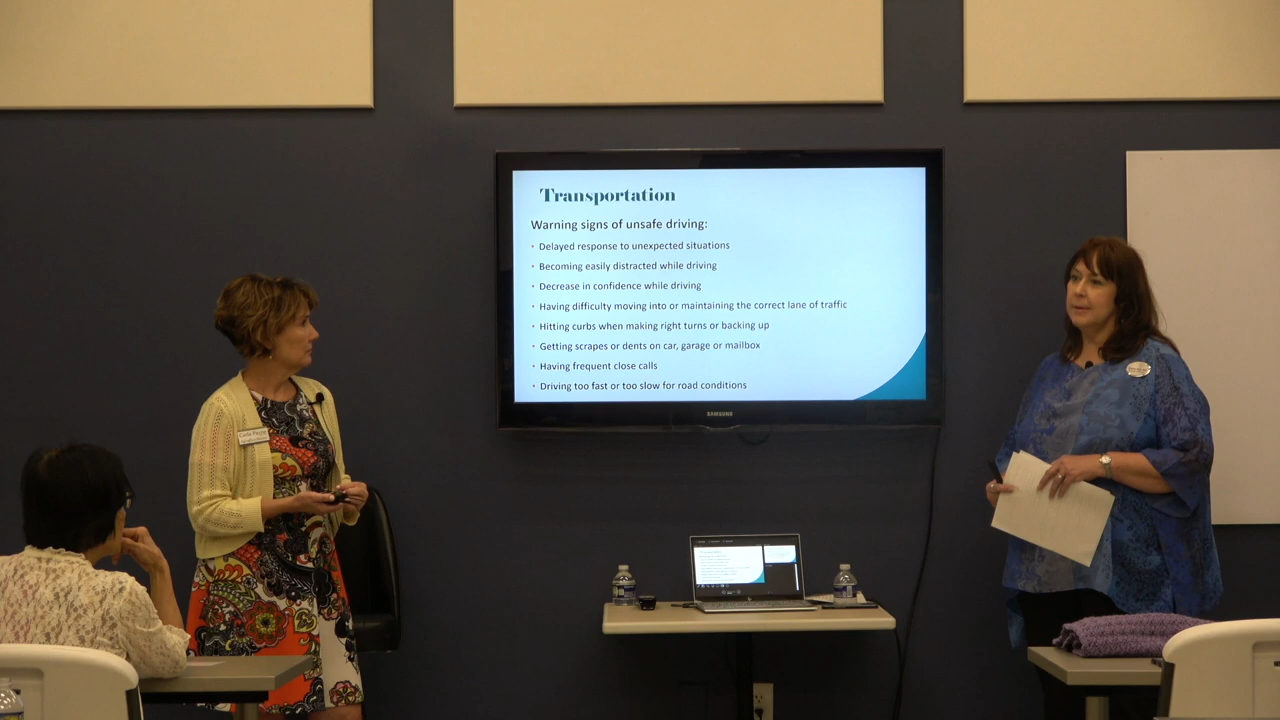 Transportation
Warning signs of unsafe driving:
• Delayed response to unexpected situations
• Becoming easily distracted while driving
• Decrease in confidence while driving
• Having difficulty moving into or maintaining the correct lane of traffic
• Hitting curbs when making right turns or backing up
• Getting scrapes or dents on car, garage or mailbox
• Having frequent close calls
• Driving too fast or too slow for road conditions
SAMSUNG